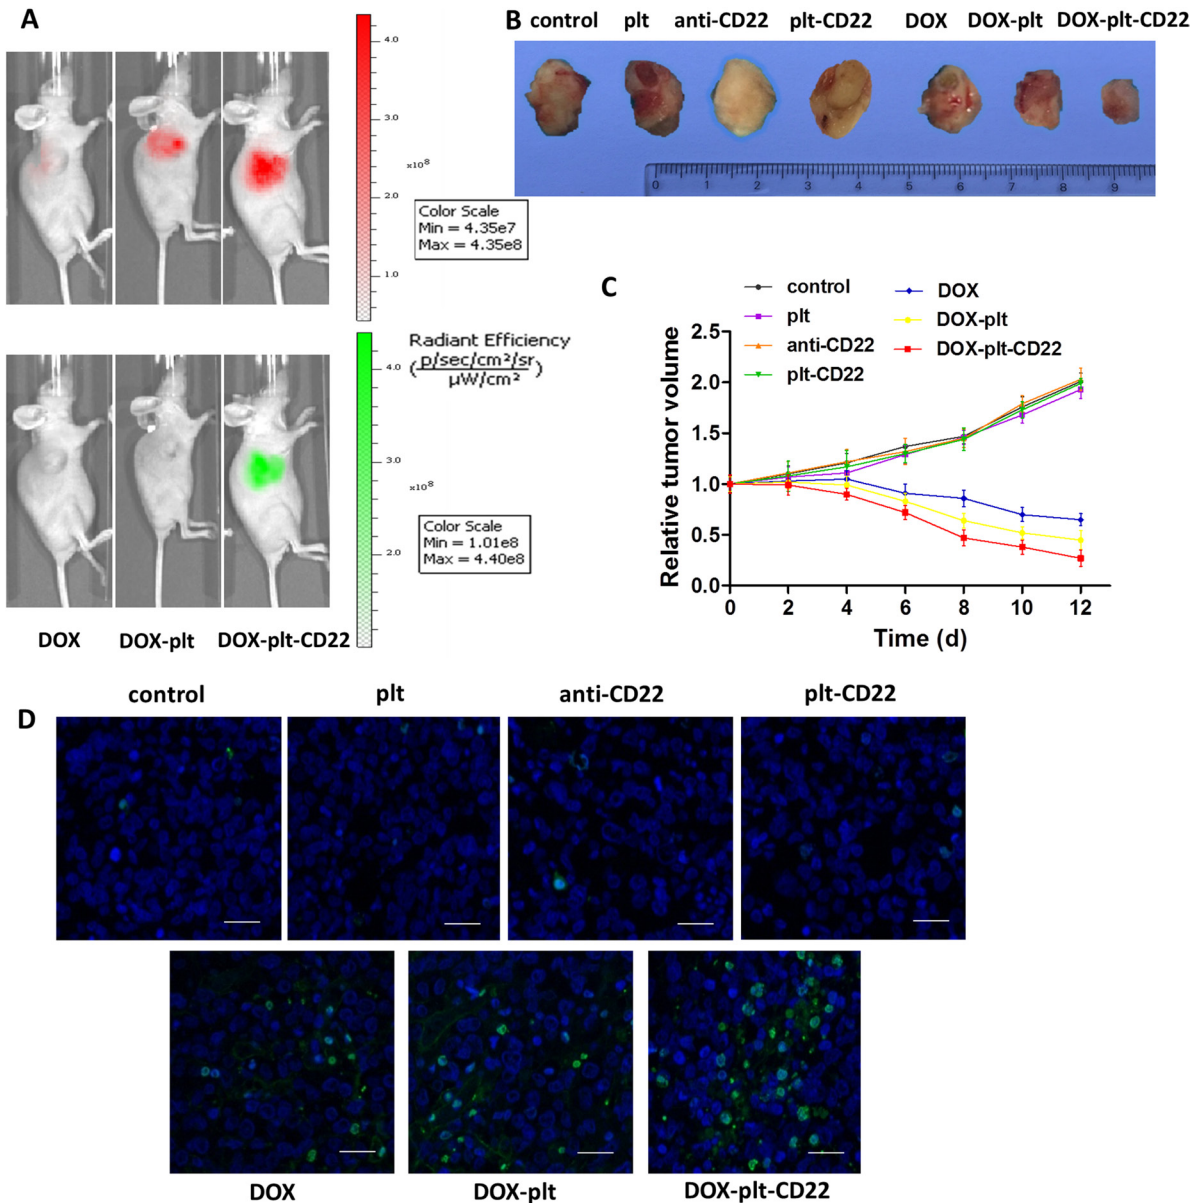 A
4.0
3.0
×10⁸
2.0
1.0
Color Scale
Min = 4.35e7
Max = 4.35e8
4.0
3.0
×10⁸
2.0
Radiant Efficiency
(p/sec/cm²/sr
μW/cm²)
Color Scale
Min = 1.01e8
Max = 4.40e8
DOX DOX-plt DOX-plt-CD22
B control plt anti-CD22 plt-CD22 DOX DOX-plt DOX-plt-CD22
0 1 2 3 4 5 6 7 8 9
C
control
plt
anti-CD22
plt-CD22
DOX
DOX-plt
DOX-plt-CD22
Relative tumor volume
2.5
2.0
1.5
1.0
0.5
0.0
0 2 4 6 8 10 12
Time (d)
D
control plt anti-CD22 plt-CD22
DOX DOX-plt DOX-plt-CD22